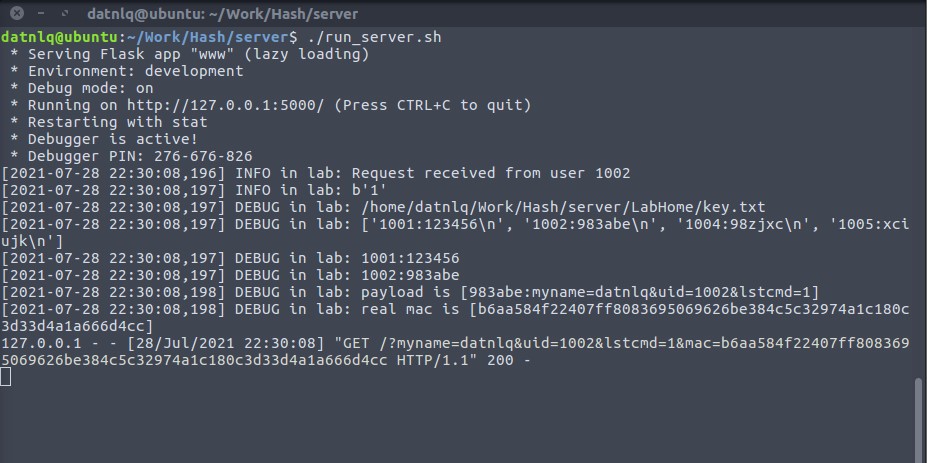 datnlq@ubuntu: ~/Work/Hash/server
datnlq@ubuntu:~/Work/Hash/server$ ./run_server.sh
 * Serving Flask app "www" (lazy loading)
 * Environment: development
 * Debug mode: on
 * Running on http://127.0.0.1:5000/ (Press CTRL+C to quit)
 * Restarting with stat
 * Debugger is active!
 * Debugger PIN: 276-676-826
[2021-07-28 22:30:08,196] INFO in lab: Request received from user 1002
[2021-07-28 22:30:08,197] INFO in lab: b'1'
[2021-07-28 22:30:08,197] DEBUG in lab: /home/datnlq/Work/Hash/server/LabHome/key.txt
[2021-07-28 22:30:08,197] DEBUG in lab: ['1001:123456\n', '1002:983abe\n', '1004:98zjxc\n', '1005:xci
ujk\n']
[2021-07-28 22:30:08,197] DEBUG in lab: 1001:123456
[2021-07-28 22:30:08,197] DEBUG in lab: 1002:983abe
[2021-07-28 22:30:08,198] DEBUG in lab: payload is [983abe:myname=datnlq&uid=1002&lstcmd=1]
[2021-07-28 22:30:08,198] DEBUG in lab: real mac is [b6aa584f22407ff8083695069626be384c5c32974a1c180c
3d33d4a1a666d4cc]
127.0.0.1 - - [28/Jul/2021 22:30:08] "GET /?myname=datnlq&uid=1002&lstcmd=1&mac=b6aa584f22407ff808369
5069626be384c5c32974a1c180c3d33d4a1a666d4cc HTTP/1.1" 200 -